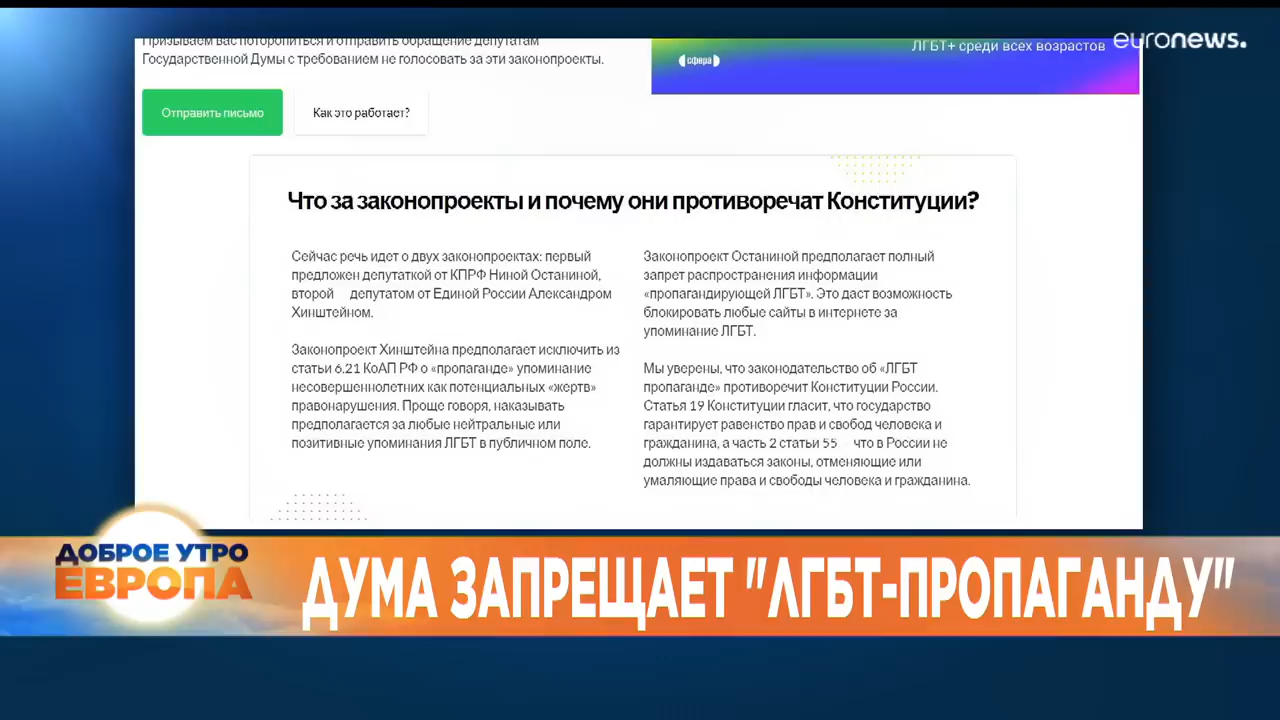 Призываем вас поторопиться и отправить обращение депутатам
Государственной Думы с требованием не голосовать за эти законопроекты.
ЛГБТ+ среди всех возрастов
euronews.
сфера
Отправить письмо
Как это работает?
Что за законопроекты и почему они противоречат Конституции?
Сейчас речь идет о двух законопроектах: первый
предложен депутаткой от КПРФ Ниной Останиной,
второй депутатом от Единой России Александром
Хинштейном.
Законопроект Хинштейна предполагает исключить из
статьи 6.21 КоАП РФ о «пропаганде» упоминание
несовершеннолетних как потенциальных «жертв»
правонарушения. Проще говоря, наказывать
предполагается за любые нейтральные или
позитивные упоминания ЛГБТ в публичном поле.
Законопроект Останиной предполагает полный
запрет распространения информации
«пропагандирующей ЛГБТ». Это даст возможность
блокировать любые сайты в интернете за
упоминание ЛГБТ.
Мы уверены, что законодательство об «ЛГБТ
пропаганде» противоречит Конституции России.
Статья 19 Конституции гласит, что государство
гарантирует равенство прав и свобод человека и
гражданина, а часть 2 статьи 55 что в России не
должны издаваться законы, отменяющие или
умаляющие права и свободы человека и гражданина.
ДОБРОЕ УТРО
ЕВРОПА
ДУМА ЗАПРЕЩАЕТ "ЛГБТ-ПРОПАГАНДУ"